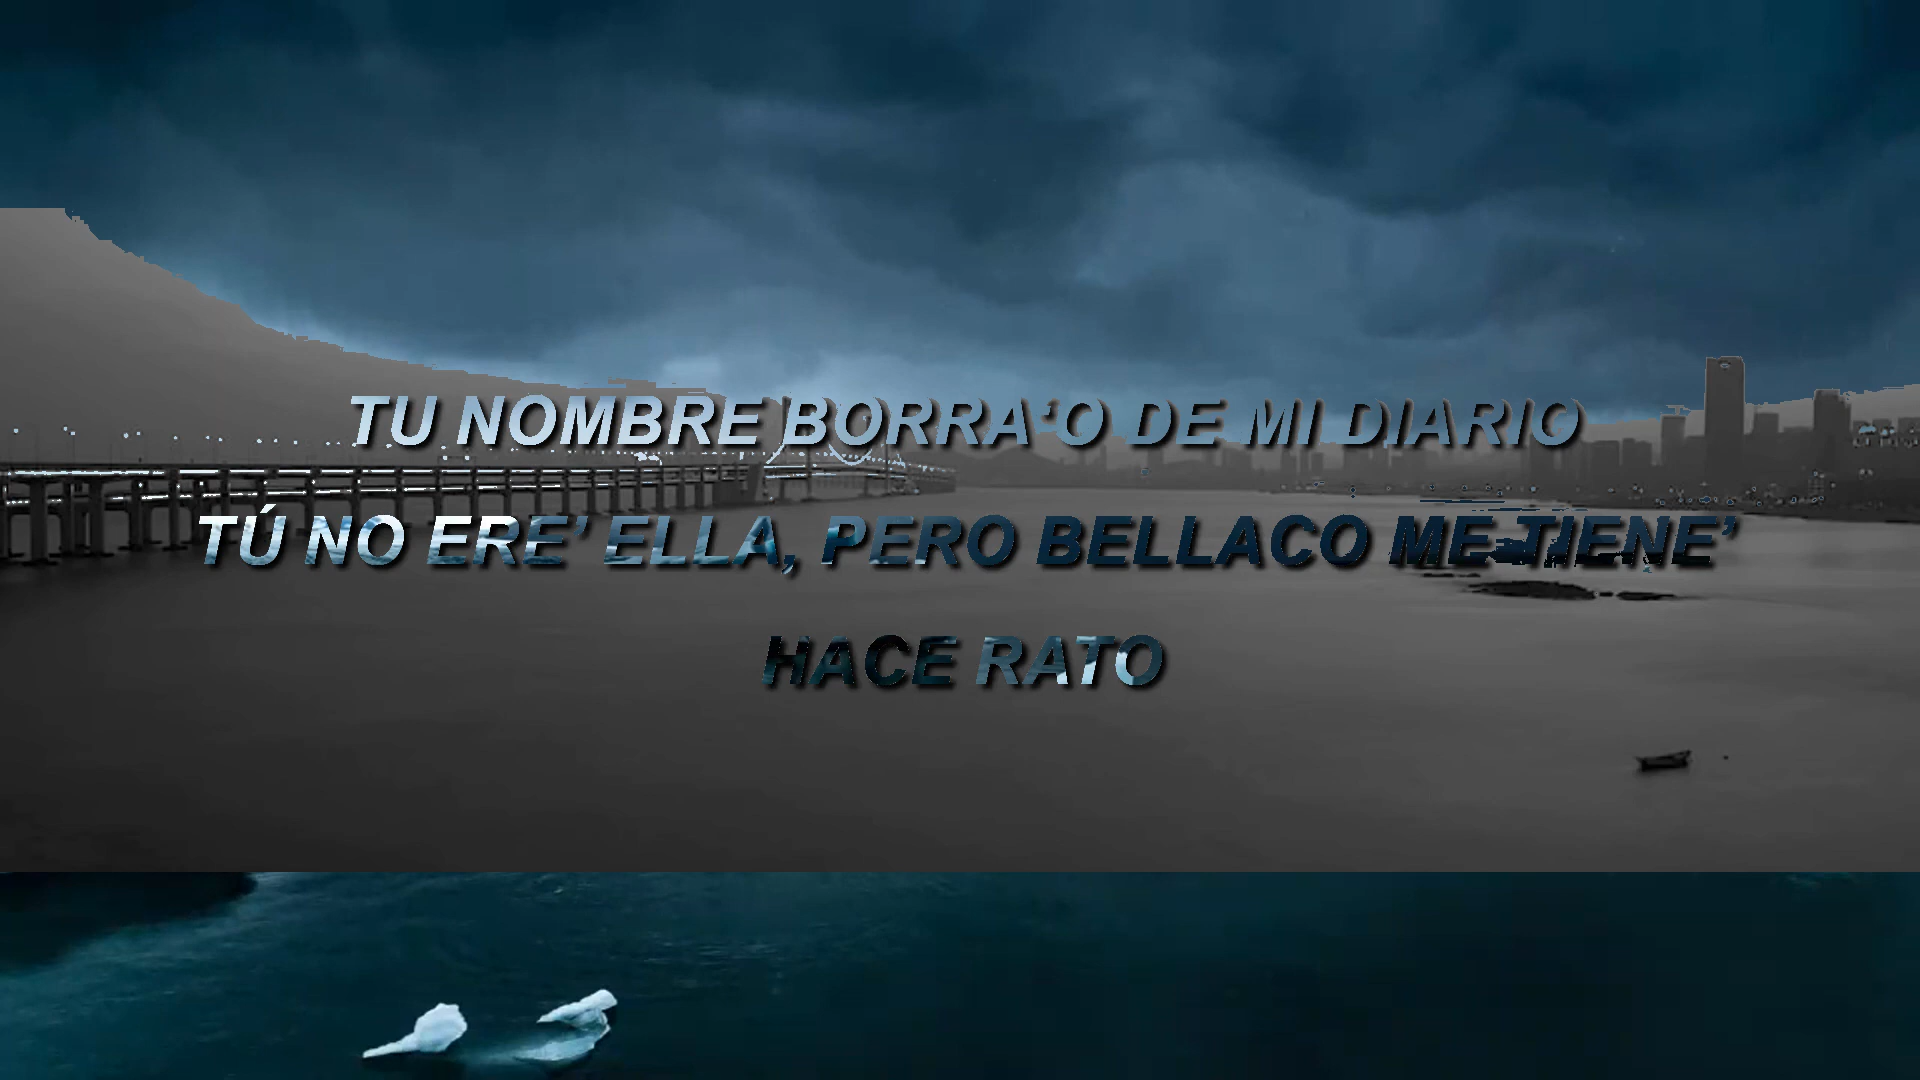 TU NOMBRE BORRA‘O DE MI DIARIO
TÚ NO ERE’ ELLA, PERO BELLACO ME TIENE’
HACE RATO